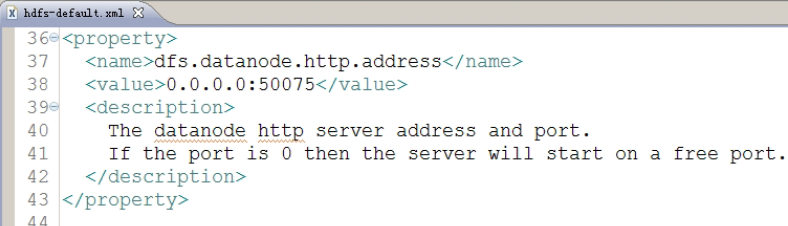 hdfs-default.xml
36 <property>
37 <name>dfs.datanode.http.address</name>
38 <value>0.0.0.0:50075</value>
39 <description>
40 The datanode http server address and port.
41 If the port is 0 then the server will start on a free port.
42 </description>
43 </property>
44